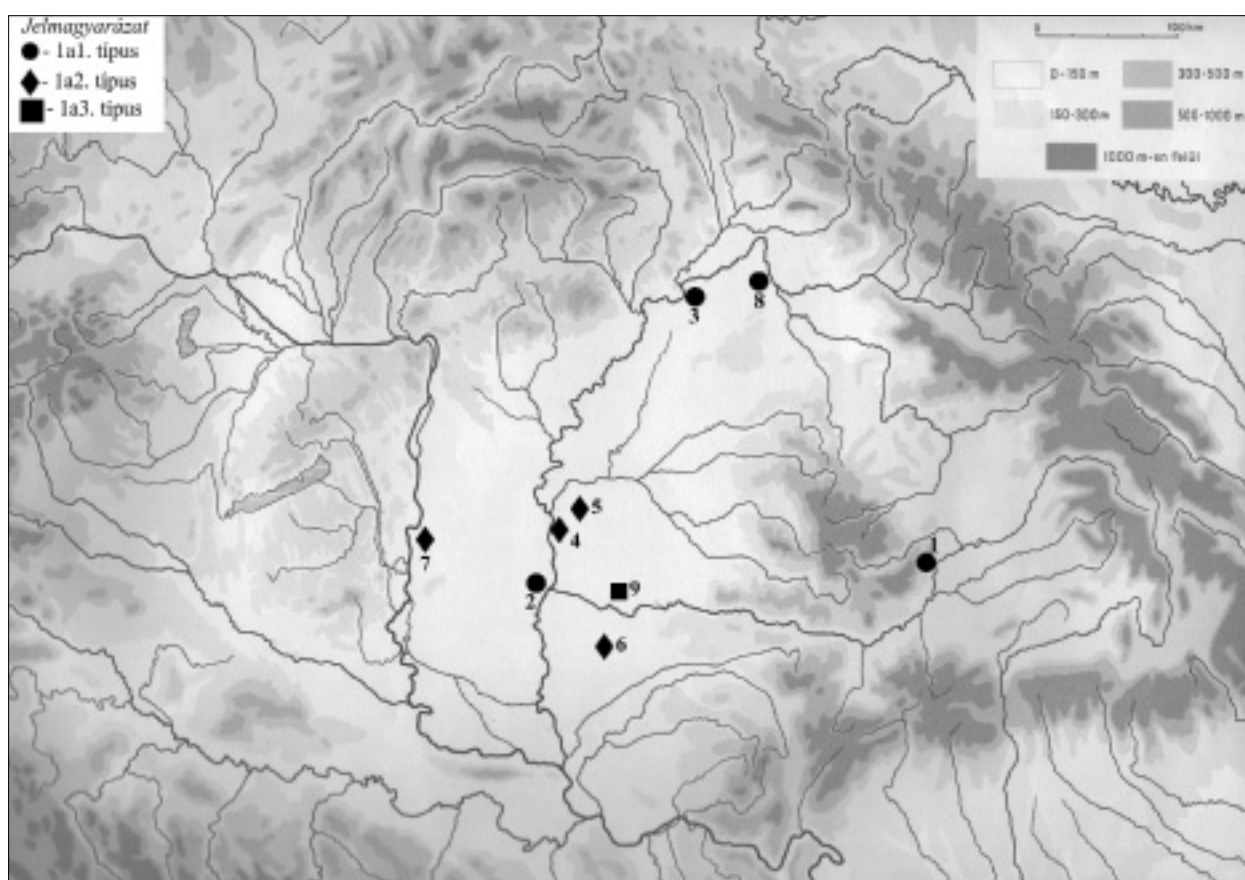 Jelmagyarázat
- 1a1. típus
- 1a2. típus
- 1a3. típus
0 100 km
0-150 m
300-500 m
150-300 m
500-1000 m
1000 m-en felül
3
8
5
4
7
1
2
9
6